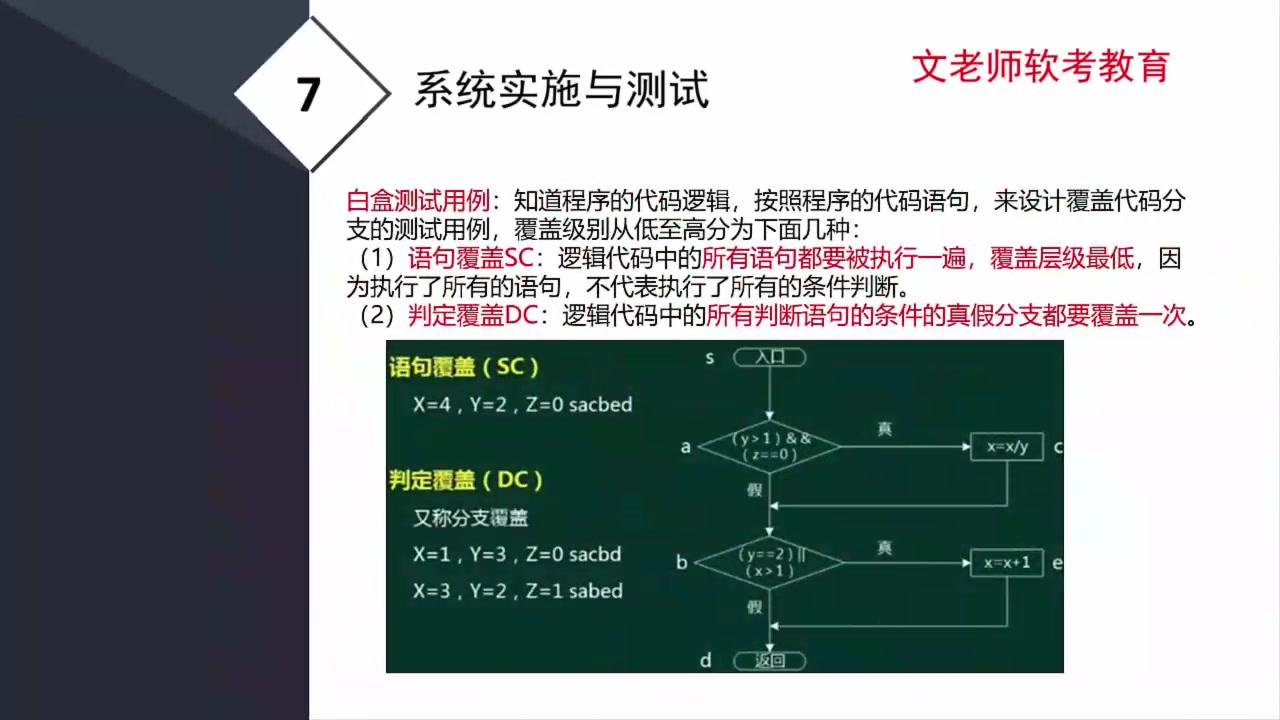 7
系统实施与测试
文老师软考教育
白盒测试用例：知道程序的代码逻辑，按照程序的代码语句，来设计覆盖代码分
支的测试用例，覆盖级别从低至高分为下面几种：
（1）语句覆盖SC：逻辑代码中的所有语句都要被执行一遍，覆盖层级最低，因
为执行了所有的语句，不代表执行了所有的条件判断。
（2）判定覆盖DC：逻辑代码中的所有判断语句的条件的真假分支都要覆盖一次。
语句覆盖（SC）
X=4，Y=2，Z=0 sacbed
判定覆盖（DC）
又称分支覆盖
X=1，Y=3，Z=0 sacbd
X=3，Y=2，Z=1 sabed
s
入口
a
(y>1)&&
(z==0)
真
x=x/y
c
假
b
(y==2)||
(x>1)
真
x=x+1
e
假
d
返回